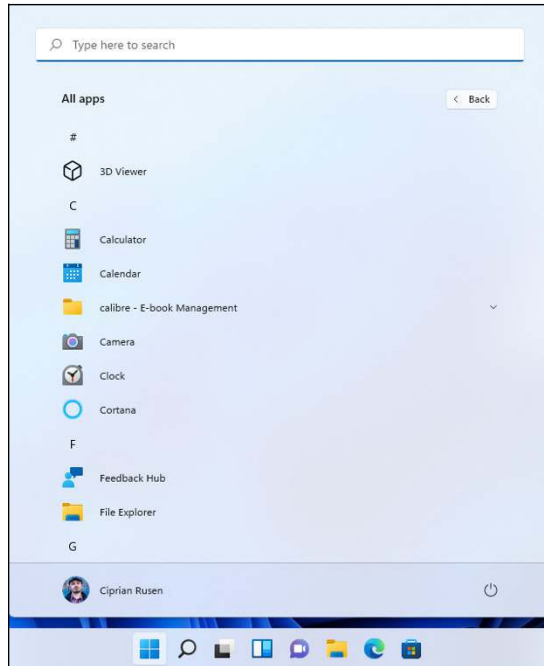 Type here to search
All apps
Back
#
3D Viewer
C
Calculator
Calendar
calibre - E-book Management
Camera
Clock
Cortana
F
Feedback Hub
File Explorer
G
Ciprian Rusen